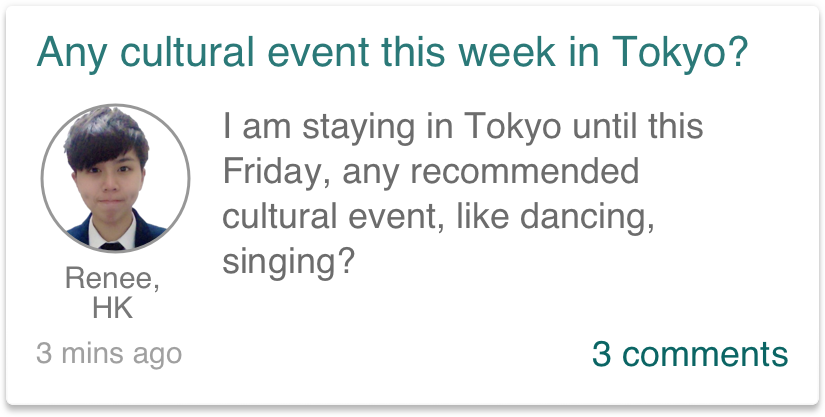 Any cultural event this week in Tokyo?
I am staying in Tokyo until this
Friday, any recommended
cultural event, like dancing,
singing?
Renee,
HK
3 mins ago
3 comments